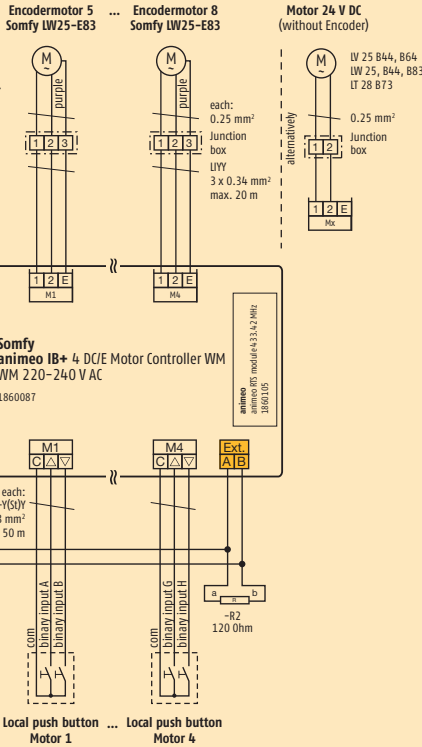 Encodermotor 5 ... Encodermotor 8
Somfy LW25-E83 Somfy LW25-E83
Motor 24 V DC
(without Encoder)
M
~
M
~
M
~
LV 25 B44, B64
LW 25, B44, B83
LT 28 B73
purple
purple
each:
0.25 mm²
0.25 mm²
alternatively
1 2 3
1 2 3
Junction
box
1 2
Junction
box
LIYY
3 x 0.34 mm²
max. 20 m
1 2 E
Mx
1 2 E
M1
1 2 E
M4
animeo
animeo RTS module 433.42 MHz
1860105
Somfy
animeo IB+ 4 DC/E Motor Controller WM
WM 220-240 V AC
1860087
M1
C △ ▽
M4
C △ ▽
Ext.
A B
each:
-Y(St)Y
mm²
50 m
com
binary input A
binary input B
com
binary input G
binary input H
a R b
-R2
120 Ohm
Local push button ... Local push button
Motor 1 Motor 4